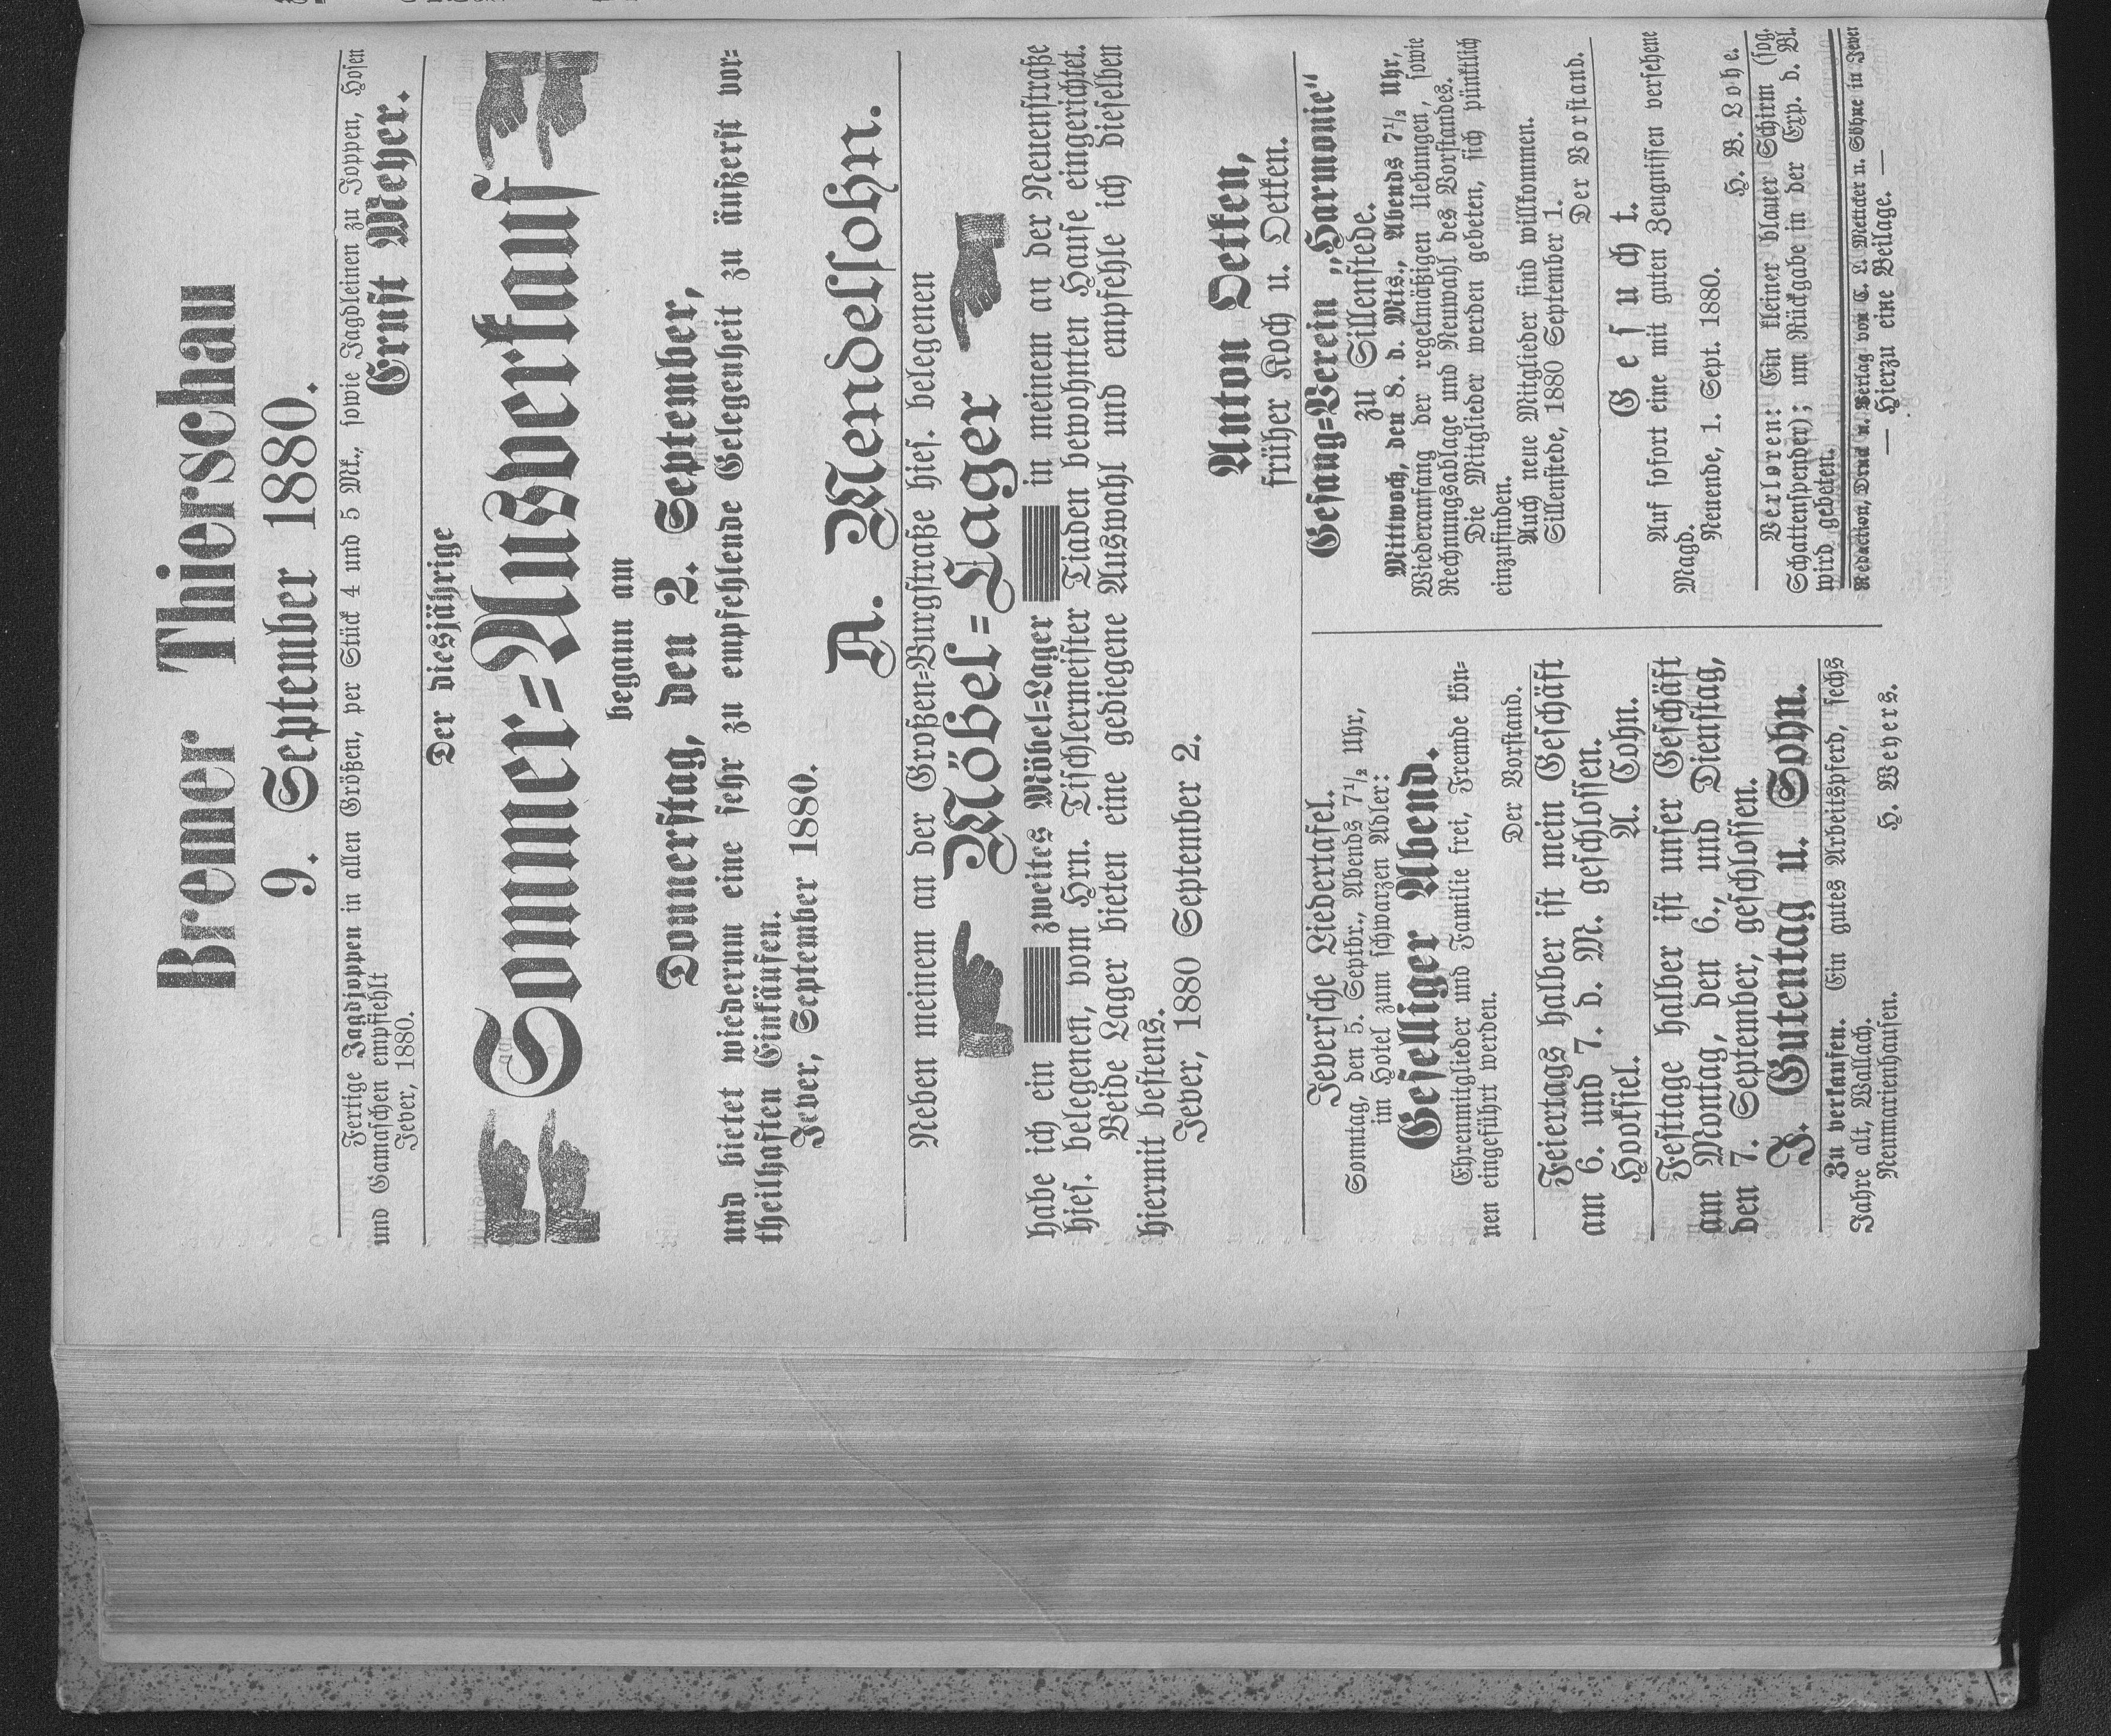 Bremer Thierschau
9. September 1880.
Fertige Jagdjoppen in allen Größen, per Stück 4 und 5 Mk., sowie Jagdleinen zu Joppen, Hosen
und Gamaschen empfiehlt
Jever, 1880.
Ernst Meyer.
Der diesjährige
Sommer=Ausverkauf
begann am
Donnerstag, den 2. September,
und bietet wiederum eine sehr zu empfehlende Gelegenheit zu äußerst vor=
theilhaften Einkäufen.
Jever, September 1880.
A. Mendelssohn.
Neben meinem an der Großen=Burgstraße hies. belegenen
Möbel=Lager
habe ich ein zweites Möbel=Lager in meinem an der Neuenstraße
hies. belegenen, vom Hrn. Tischlermeister Tiaden bewohnten Hause eingerichtet.
Beide Lager bieten eine gediegene Auswahl und empfehle ich dieselben
hiermit bestens.
Jever, 1880 September 2.
Anton Detken,
früher Koch u. Detken.
Jeversche Liedertafel.
Sonntag, den 5. Septbr., Abends 7½ Uhr,
im Hotel zum schwarzen Adler:
Geselliger Abend.
Ehrenmitglieder und Familie frei, Fremde kön=
nen eingeführt werden.
Der Vorstand.
Feiertags halber ist mein Geschäft
am 6. und 7. d. M. geschlossen.
Hooksiel. A. Cohn.
Festtage halber ist unser Geschäft
am Montag, den 6., und Dienstag,
den 7. September, geschlossen.
J. Gutentag u. Sohn.
Zu verkaufen. Ein gutes Arbeitspferd, sechs
Jahre alt, Wallach.
Neumarienhausen. H. Weyers.
Gesang=Verein „Harmonie“
zu Sillenstede.
Mittwoch, den 8. d. Mts., Abends 7½ Uhr,
Wiederanfang der regelmäßigen Uebungen, sowie
Rechnungsablage und Neuwahl des Vorstandes.
Die Mitglieder werden gebeten, sich pünktlich
einzufinden.
Auch neue Mitglieder sind willkommen.
Sillenstede, 1880 September 1.
Der Vorstand.
Gesucht.
Auf sofort eine mit guten Zeugnissen versehene
Magd.
Neuende, 1. Sept. 1880.
H. B. Lohe.
Verloren: Ein kleiner blauer Schirm (sog.
Schattenspender); um Rückgabe in der Exp. d. Bl.
wird gebeten.
Redaction, Druck u. Verlag von C. L. Mettcker u. Söhne in Jever
— Hierzu eine Beilage. —